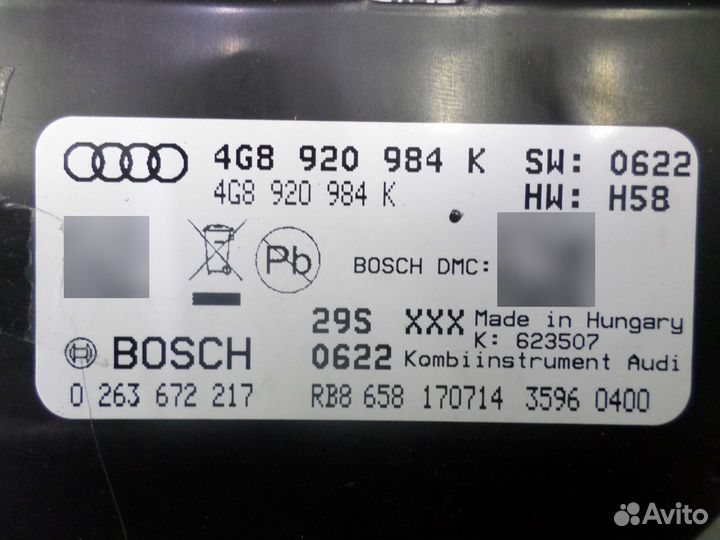 4G8 920 984 K SW: 0622
4G8 920 984 K HW: H58
Pb
BOSCH DMC:
29S XXX Made in Hungary
K: 623507
BOSCH 0622 Kombiinstrument Audi
0 263 672 217 RB8 658 170714 3596 0400
Avito